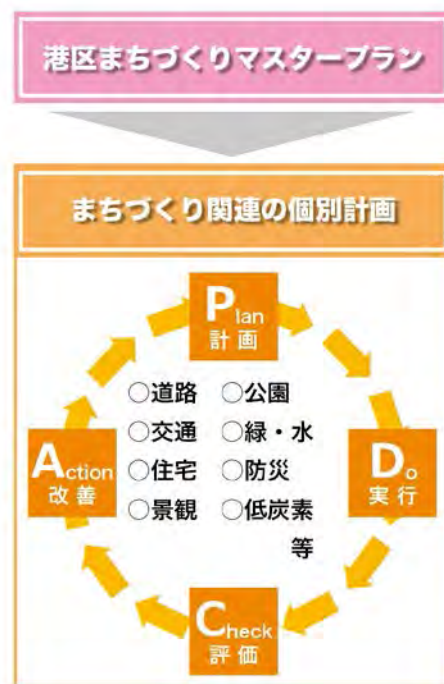 港区まちづくりマスタープラン
まちづくり関連の個別計画
Plan
計画
○道路 ○公園
○交通 ○緑・水
Action
改善
○住宅 ○防災
Do
実行
○景観 ○低炭素
等
Check
評価